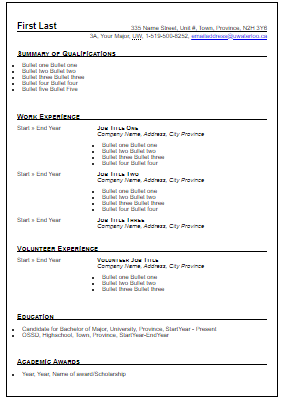 First Last
335 Name Street, Unit #, Town, Province, N2H 3Y6
3A, Your Major, UW, 1-519-500-8252, emailaddress@uwaterloo.ca
SUMMARY OF QUALIFICATIONS
Bullet one Bullet one
Bullet two Bullet two
Bullet three Bullet three
Bullet four Bullet four
Bullet five Bullet Five
WORK EXPERIENCE
Start » End Year JOB TITLE ONE
Company Name, Address, City Province
Bullet one Bullet one
Bullet two Bullet two
Bullet three Bullet three
Bullet four Bullet four
Start » End Year JOB TITLE TWO
Company Name, Address, City Province
Bullet one Bullet one
Bullet two Bullet two
Bullet three Bullet three
Bullet four Bullet four
Start » End Year JOB TITLE THREE
Company Name, Address, City Province
VOLUNTEER EXPERIENCE
Start » End Year VOLUNTEER JOB TITLE
Company Name, Address, City Province
Bullet one Bullet one
Bullet two Bullet two
Bullet three Bullet three
EDUCATION
Candidate for Bachelor of Major, University, Province, StartYear - Present
OSSD, Highschool, Town, Province, StartYear-EndYear
ACADEMIC AWARDS
Year, Year, Name of award/Scholarship